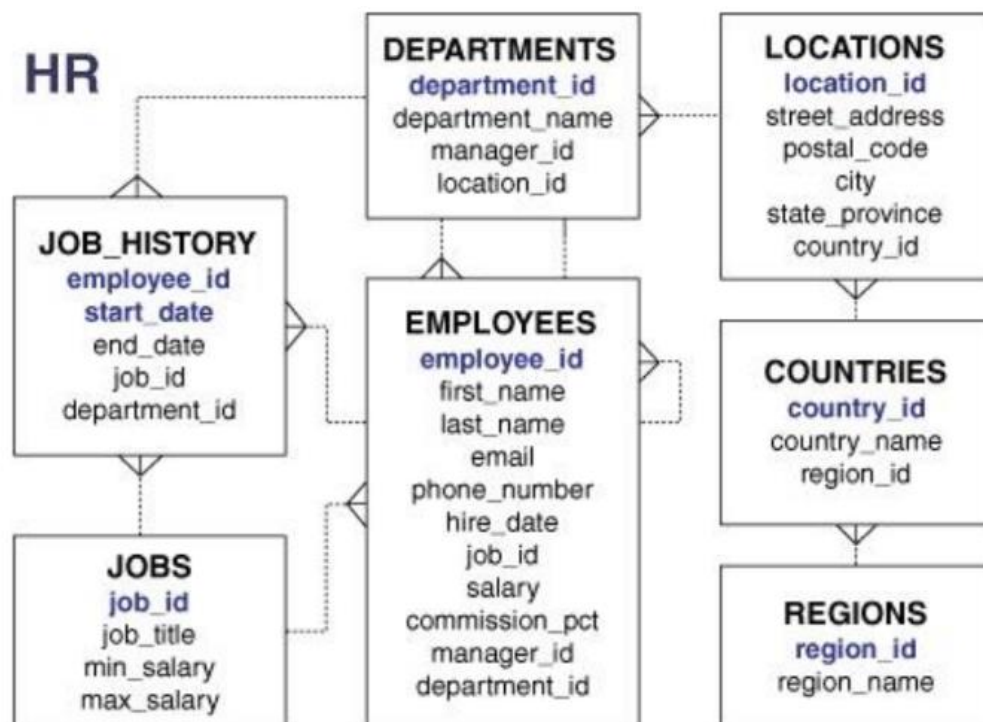 HR
DEPARTMENTS
department_id
department_name
manager_id
location_id
LOCATIONS
location_id
street_address
postal_code
city
state_province
country_id
JOB_HISTORY
employee_id
start_date
end_date
job_id
department_id
EMPLOYEES
employee_id
first_name
last_name
email
phone_number
hire_date
job_id
salary
commission_pct
manager_id
department_id
COUNTRIES
country_id
country_name
region_id
JOBS
job_id
job_title
min_salary
max_salary
REGIONS
region_id
region_name